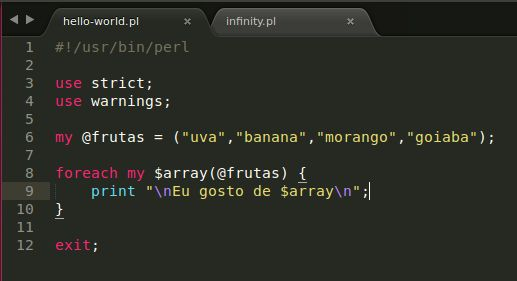 hello-world.pl × infinity.pl ×
1 #!/usr/bin/perl
2
3 use strict;
4 use warnings;
5
6 my @frutas = ("uva","banana","morango","goiaba");
7
8 foreach my $array(@frutas) {
9     print "\nEu gosto de $array\n";
10 }
11
12 exit;